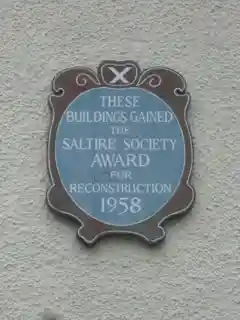 THESE
BUILDINGS GAINED
THE
SALTIRE SOCIETY
AWARD
FOR
RECONSTRUCTION
1958